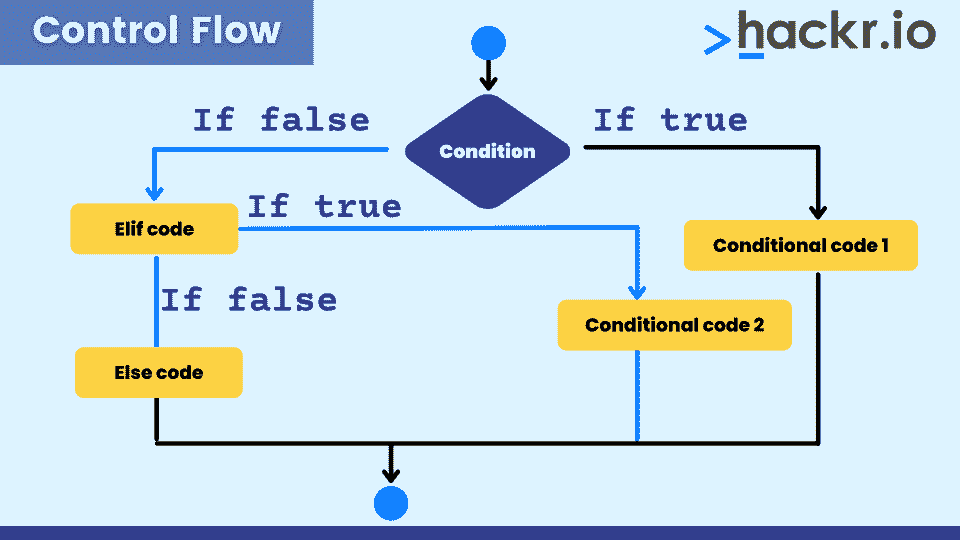 Control Flow
hackr.io
If false
If true
Condition
If true
Elif code
Conditional code 1
If false
Conditional code 2
Else code